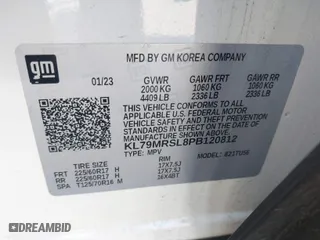 gm
MFD BY GM KOREA COMPANY
01/23
GVWR GAWR FRT GAWR RR
2000 KG 1060 KG 1060 KG
4409 LB 2336 LB 2336 LB
THIS VEHICLE CONFORMS TO ALL APPLICABLE U.S. FEDERAL MOTOR VEHICLE SAFETY, BUMPER, AND THEFT PREVENTION STANDARDS IN EFFECT ON THE DATE OF MANUFACTURE SHOWN ABOVE.
KL79MRSL8PB120812
TYPE: MPV
TIRE SIZE RIM
FRT 225/60R17 H 17X7.5J
RR 225/60R17 H 17X7.5J
SPA T125/70R16 M 16X4BT
DEALERSHIP.COM